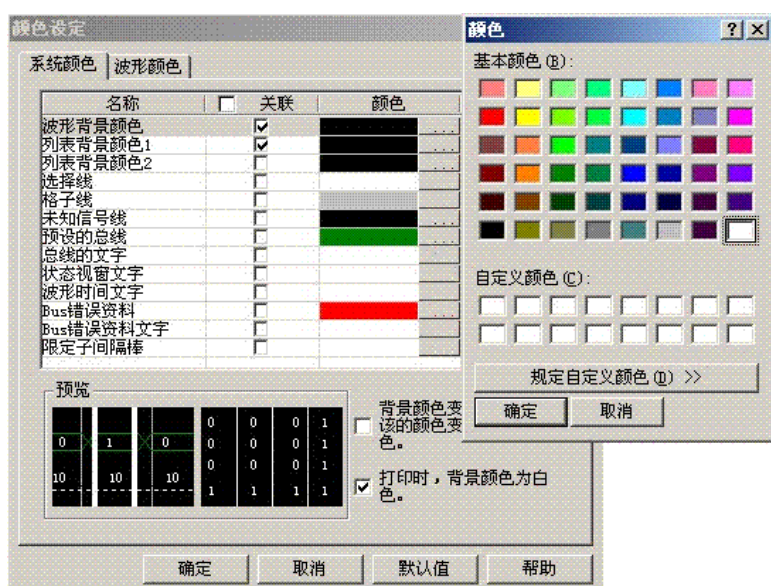 颜色设定
系统颜色 波形颜色
名称 关联 颜色
波形背景颜色
列表背景颜色1
列表背景颜色2
选择线
格子线
未知信号线
预设的总线
总线的文字
状态视窗文字
波形时间文字
Bus错误资料
Bus错误资料文字
限定子间隔棒
预览
0 1 0
10 10 10
0 0 0 1
0 0 0 1
0 0 0 1
1 1 1 1
背景颜色变
该的颜色变
色。
打印时，背景颜色为白
色。
确定 取消 默认值 帮助
颜色
基本颜色(B):
自定义颜色(C):
规定自定义颜色(D) >>
确定 取消